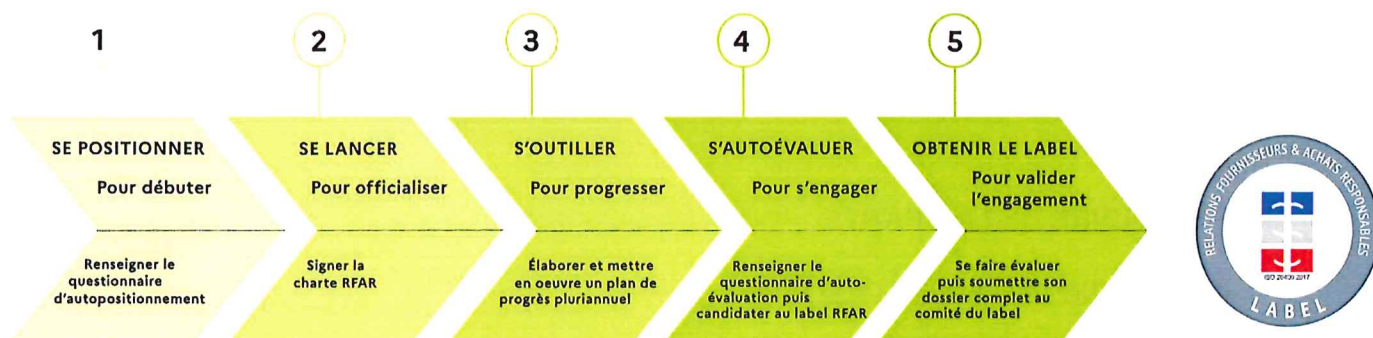 1
2
3
4
5
SE POSITIONNER
Pour débuter
Renseigner le
questionnaire
d'autopositionnement
SE LANCER
Pour officialiser
Signer la
charte RFAR
S'OUTILLER
Pour progresser
Élaborer et mettre
en oeuvre un plan de
progrès pluriannuel
S'AUTOÉVALUER
Pour s'engager
Renseigner le
questionnaire d'auto-
évaluation puis
candidater au label RFAR
OBTENIR LE LABEL
Pour valider
l'engagement
Se faire évaluer
puis soumettre son
dossier complet au
comité du label
RELATIONS FOURNISSEURS & ACHATS RESPONSABLES
ISO 20400 2017
LABEL